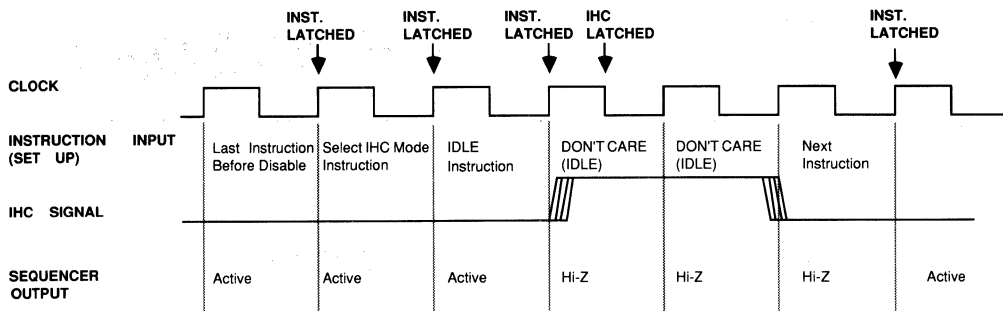 INST. LATCHED
INST. LATCHED
INST. LATCHED
IHC LATCHED
INST. LATCHED
CLOCK
INSTRUCTION INPUT (SET UP)
Last Instruction Before Disable
Select IHC Mode Instruction
IDLE Instruction
DON'T CARE (IDLE)
DON'T CARE (IDLE)
Next Instruction
IHC SIGNAL
SEQUENCER OUTPUT
Active
Active
Active
Hi-Z
Hi-Z
Hi-Z
Active